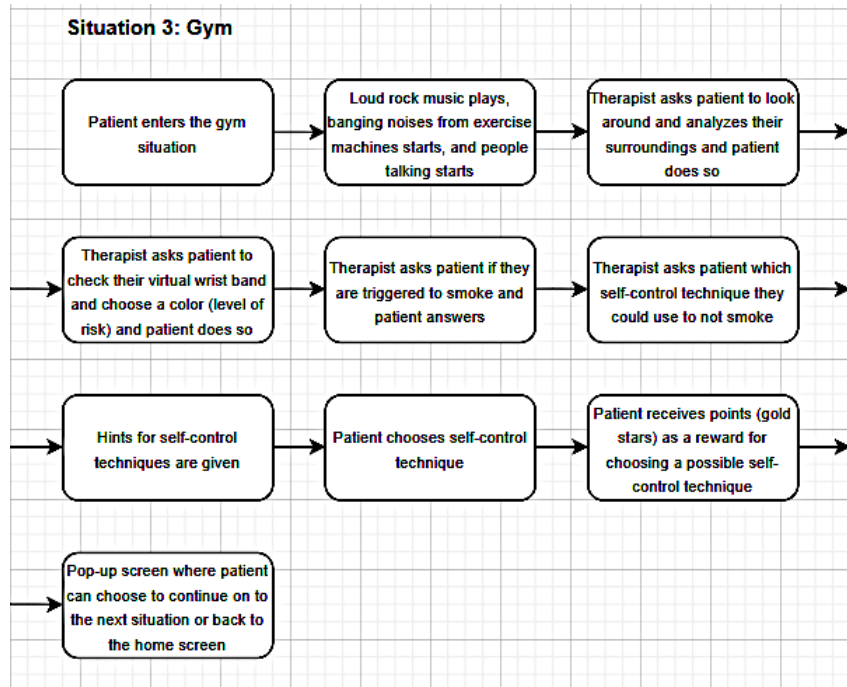 Situation 3: Gym
Patient enters the gym
situation
Loud rock music plays,
banging noises from exercise
machines starts, and people
talking starts
Therapist asks patient to look
around and analyzes their
surroundings and patient
does so
Therapist asks patient to
check their virtual wrist band
and choose a color (level of
risk) and patient does so
Therapist asks patient if they
are triggered to smoke and
patient answers
Therapist asks patient which
self-control technique they
could use to not smoke
Hints for self-control
techniques are given
Patient chooses self-control
technique
Patient receives points (gold
stars) as a reward for
choosing a possible self-
control technique
Pop-up screen where patient
can choose to continue on to
the next situation or back to
the home screen